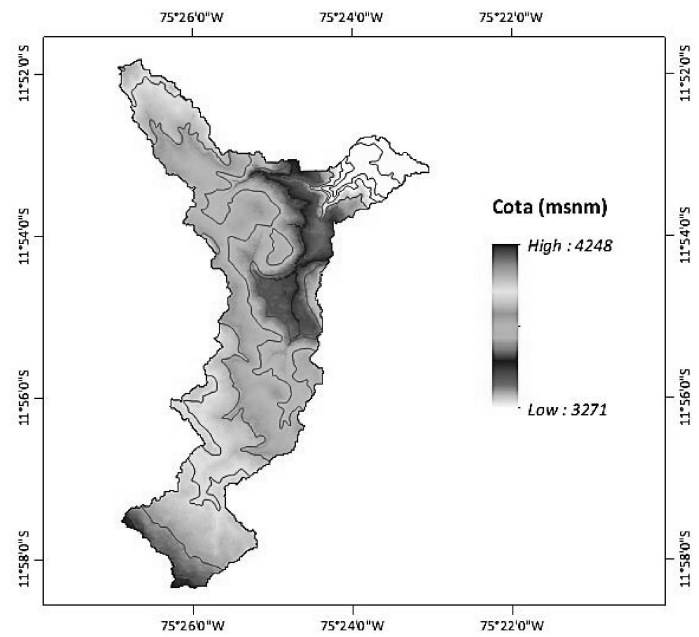 75°26'0"W
75°24'0"W
75°22'0"W
11°52'0"S
11°52'0"S
Cota (msnm)
High : 4248
11°54'0"S
11°54'0"S
Low : 3271
11°56'0"S
11°56'0"S
11°58'0"S
11°58'0"S
75°26'0"W
75°24'0"W
75°22'0"W